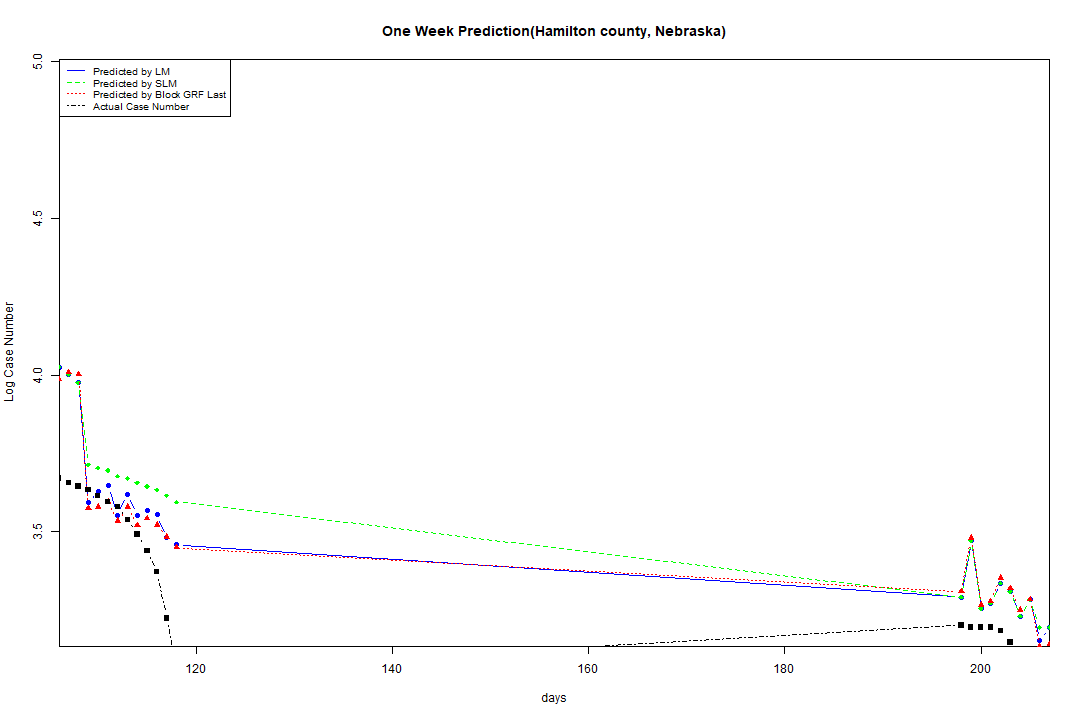 One Week Prediction(Hamilton county, Nebraska)
Predicted by LM
Predicted by SLM
Predicted by Block GRF Last
Actual Case Number
5.0
4.5
4.0
3.5
Log Case Number
120 140 160 180 200
days